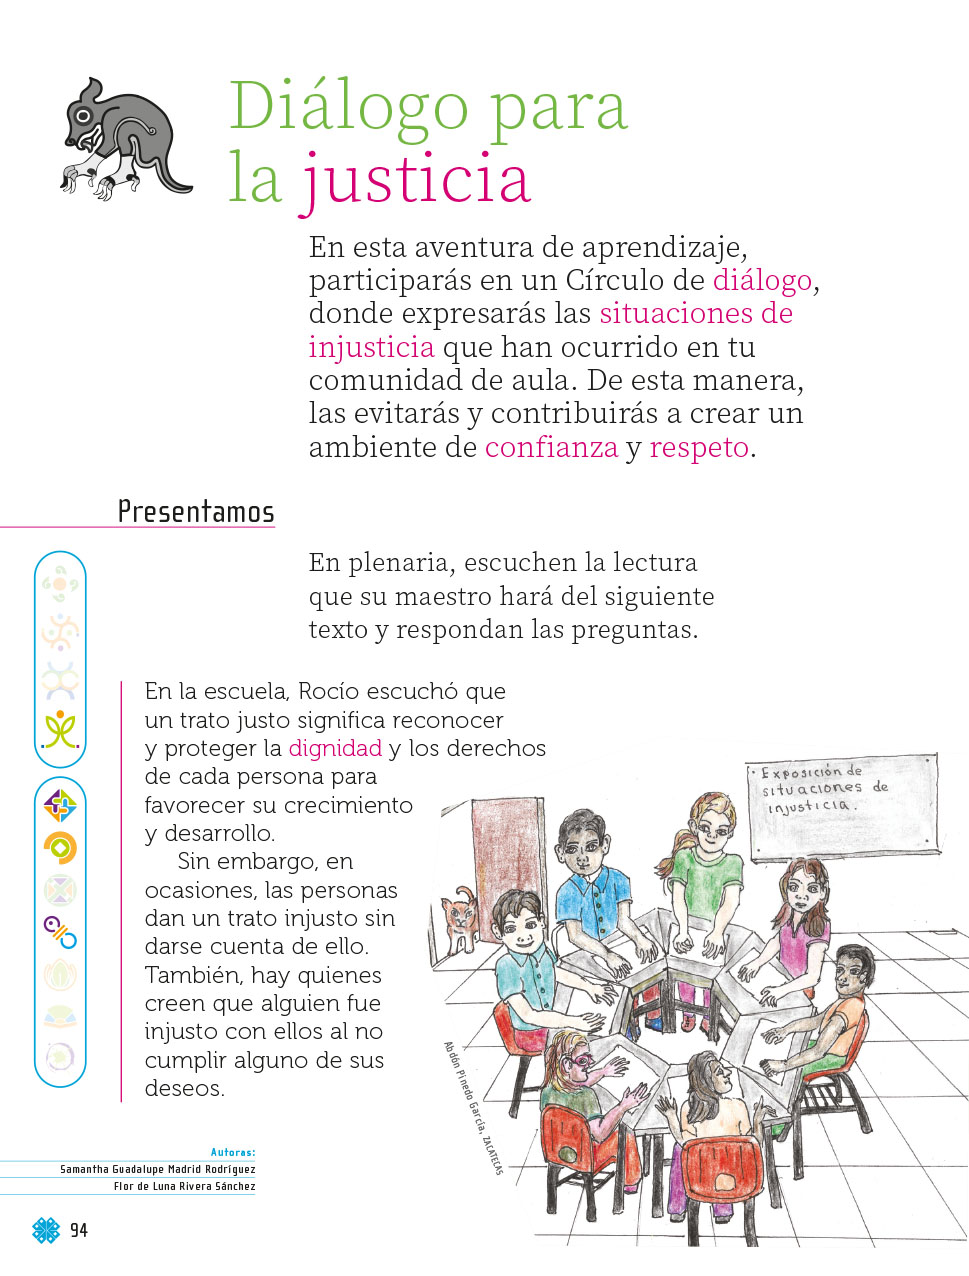 Diálogo para
la justicia
En esta aventura de aprendizaje,
participarás en un Círculo de diálogo,
donde expresarás las situaciones de
injusticia que han ocurrido en tu
comunidad de aula. De esta manera,
las evitarás y contribuirás a crear un
ambiente de confianza y respeto.
Presentamos
En plenaria, escuchen la lectura
que su maestro hará del siguiente
texto y respondan las preguntas.
En la escuela, Rocío escuchó que
un trato justo significa reconocer
y proteger la dignidad y los derechos
de cada persona para
favorecer su crecimiento
y desarrollo.
Sin embargo, en
ocasiones, las personas
dan un trato injusto sin
darse cuenta de ello.
También, hay quienes
creen que alguien fue
injusto con ellos al no
cumplir alguno de sus
deseos.
Exposición de
situaciones de
injusticia.
Abdón Pinedo García, ZACATECAS
Autoras:
Samantha Guadalupe Madrid Rodríguez
Flor de Luna Rivera Sánchez
94